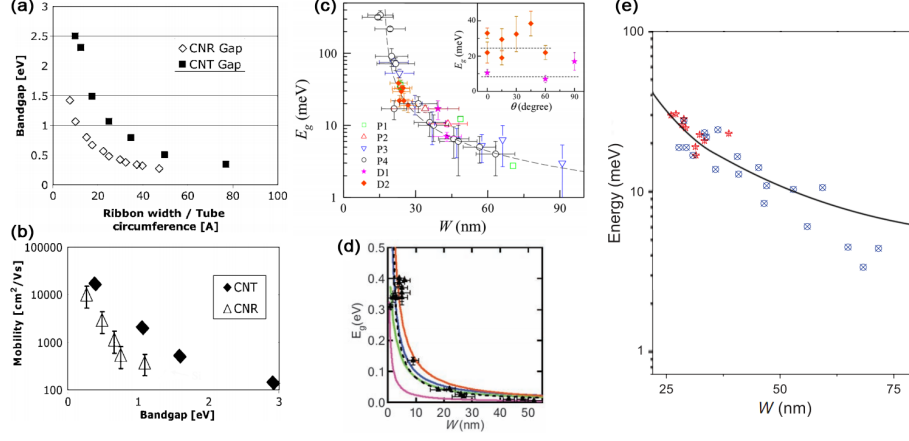 (a)
Bandgap [eV]
3
2.5
2
1.5
1
0.5
0
CNR Gap
CNT Gap
0 20 40 60 80 100
Ribbon width / Tube
circumference [A]
(b)
Mobility [cm²/Vs]
100000
10000
1000
100
CNT
CNR
0 1 2 3
Bandgap [eV]
(c)
E_g (meV)
100
10
1
P1
P2
P3
P4
D1
D2
0 30 60 90
W (nm)
E_g (meV)
60
40
20
0
0 30 60 90
θ (degree)
(d)
E_g(eV)
0.5
0.4
0.3
0.2
0.1
0.0
0 10 20 30 40 50
W(nm)
(e)
Energy (meV)
100
10
1
25 50 75
W (nm)